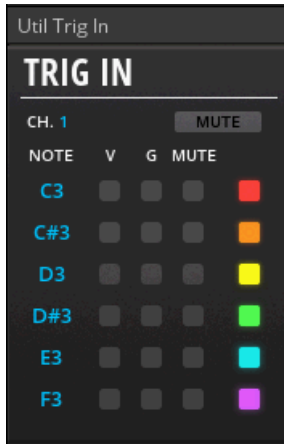 Util Trig In
TRIG IN
CH. 1 MUTE
NOTE V G MUTE
C3
C#3
D3
D#3
E3
F3